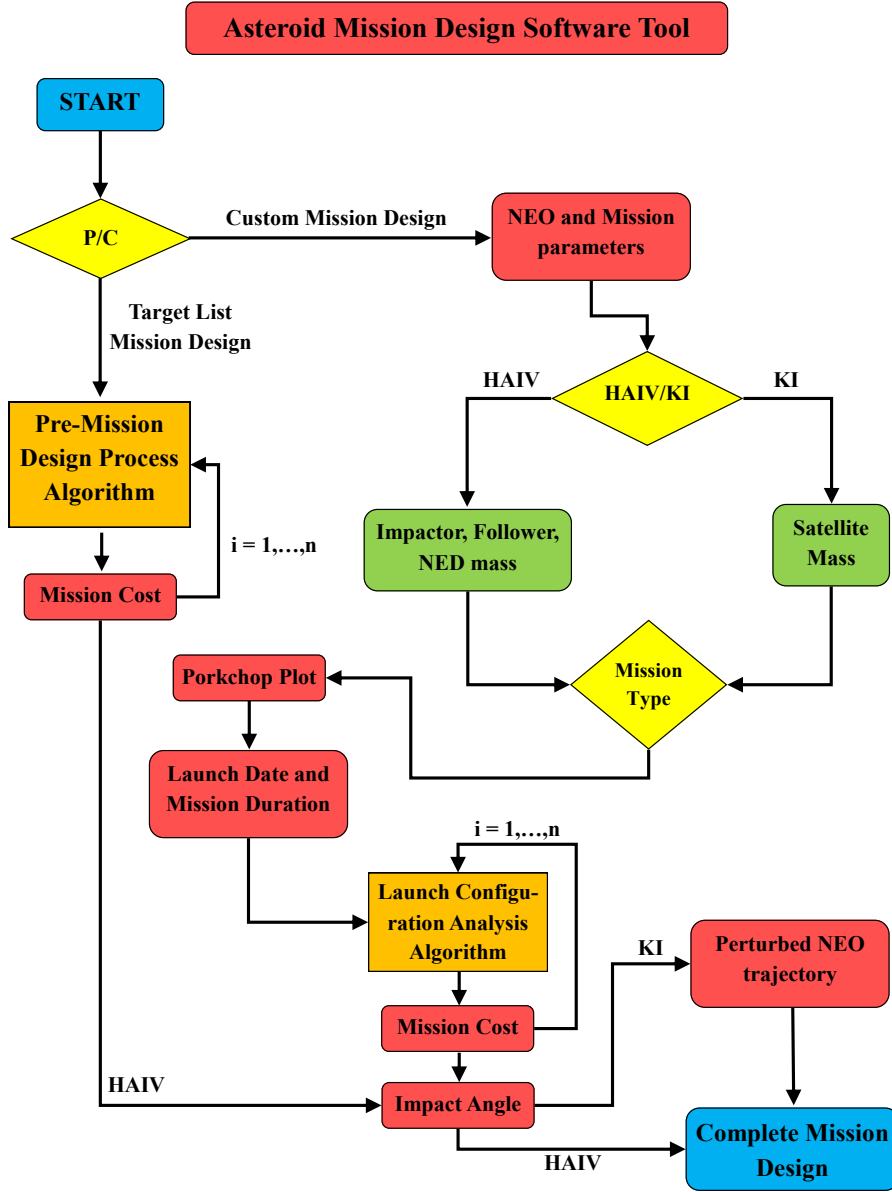 Asteroid Mission Design Software Tool
START
P/C
Custom Mission Design
NEO and Mission
parameters
Target List
Mission Design
HAIV
HAIV/KI
KI
Pre-Mission
Design Process
Algorithm
i = 1,…,n
Impactor, Follower,
NED mass
Satellite
Mass
Mission Cost
Mission
Type
Porkchop Plot
Launch Date and
Mission Duration
i = 1,…,n
Launch Configu-
ration Analysis
Algorithm
KI
Perturbed NEO
trajectory
Mission Cost
HAIV
Impact Angle
HAIV
Complete Mission
Design